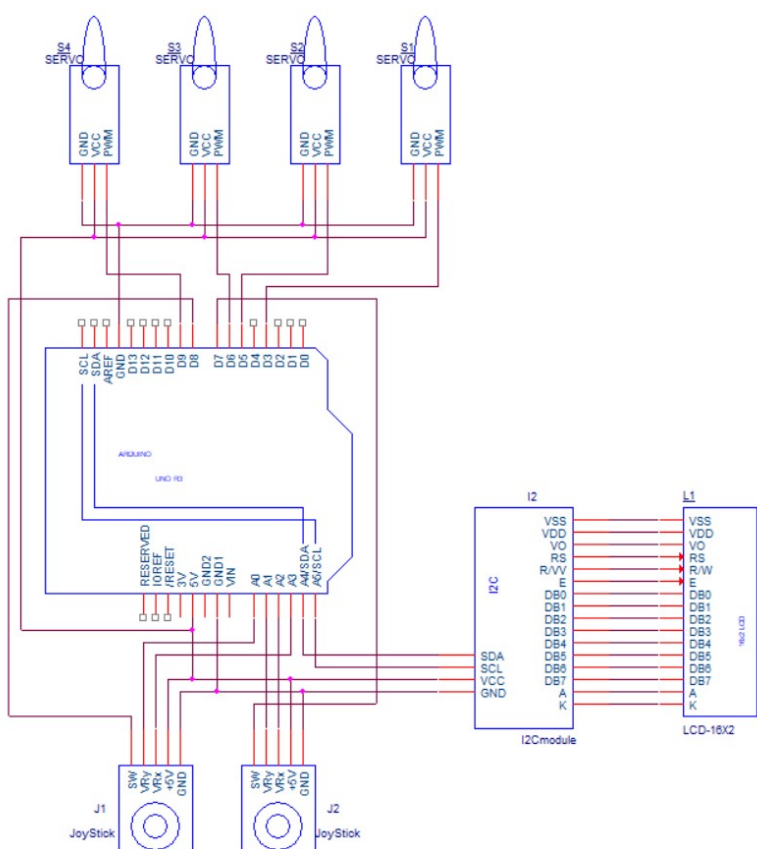 S4
SERVO
S3
SERVO
S2
SERVO
S1
SERVO
GND
VCC
PWM
GND
VCC
PWM
GND
VCC
PWM
GND
VCC
PWM
SCL
SDA
AREF
GND
D13
D12
D11
D10
D9
D8
D7
D6
D5
D4
D3
D2
D1
D0
ARDUINO
UNO R3
RESERVED
IOREF
/RESET
3V
5V
GND2
GND1
VIN
A0
A1
A2
A3
A4/SDA
A5/SCL
I2
I2C
VSS
VDD
VO
RS
R/VV
E
DB0
DB1
DB2
DB3
DB4
DB5
DB6
DB7
A
K
SDA
SCL
VCC
GND
I2Cmodule
L1
VSS
VDD
VO
RS
R/W
E
DB0
DB1
DB2
DB3
DB4
DB5
DB6
DB7
A
K
16x2 LCD
LCD-16X2
SW
VRy
VRx
+5V
GND
J1
JoyStick
SW
VRy
VRx
+5V
GND
J2
JoyStick